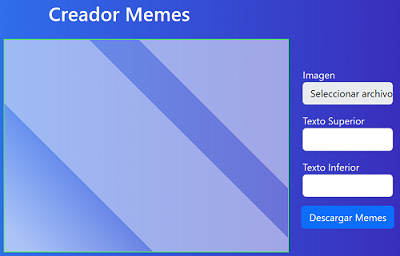 Creador Memes
Imagen
Seleccionar archivo
Texto Superior
Texto Inferior
Descargar Memes